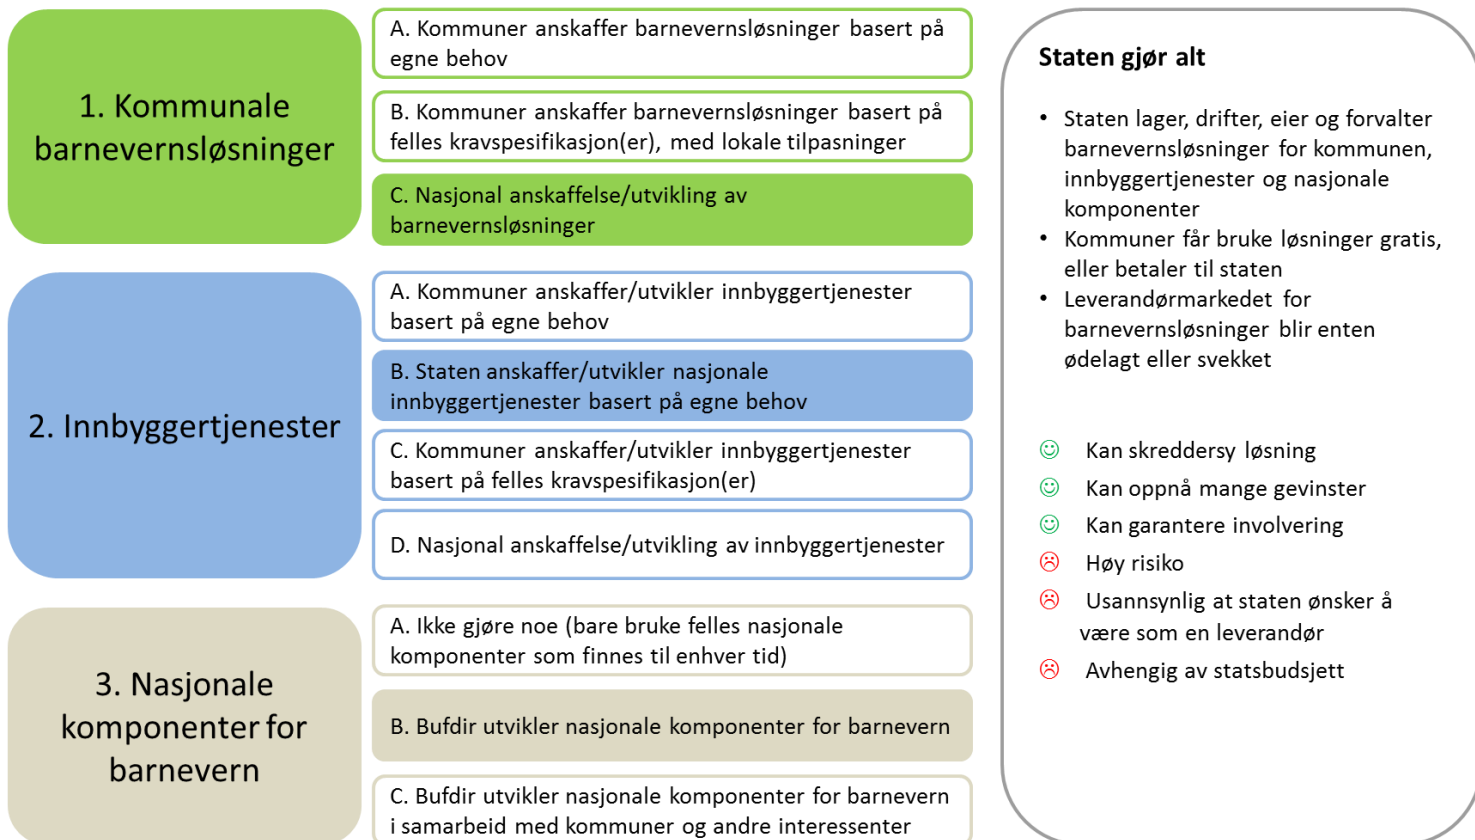 1. Kommunale
barnevernsløsninger
A. Kommuner anskaffer barnevernsløsninger basert på
egne behov
B. Kommuner anskaffer barnevernsløsninger basert på
felles kravspesifikasjon(er), med lokale tilpasninger
C. Nasjonal anskaffelse/utvikling av
barnevernsløsninger
2. Innbyggertjenester
A. Kommuner anskaffer/utvikler innbyggertjenester
basert på egne behov
B. Staten anskaffer/utvikler nasjonale
innbyggertjenester basert på egne behov
C. Kommuner anskaffer/utvikler innbyggertjenester
basert på felles kravspesifikasjon(er)
D. Nasjonal anskaffelse/utvikling av innbyggertjenester
3. Nasjonale
komponenter for
barnevern
A. Ikke gjøre noe (bare bruke felles nasjonale
komponenter som finnes til enhver tid)
B. Bufdir utvikler nasjonale komponenter for barnevern
C. Bufdir utvikler nasjonale komponenter for barnevern
i samarbeid med kommuner og andre interessenter
Staten gjør alt
• Staten lager, drifter, eier og forvalter
barnevernsløsninger for kommunen,
innbyggertjenester og nasjonale
komponenter
• Kommuner får bruke løsninger gratis,
eller betaler til staten
• Leverandørmarkedet for
barnevernsløsninger blir enten
ødelagt eller svekket
Kan skreddersy løsning
Kan oppnå mange gevinster
Kan garantere involvering
Høy risiko
Usannsynlig at staten ønsker å
være som en leverandør
Avhengig av statsbudsjett